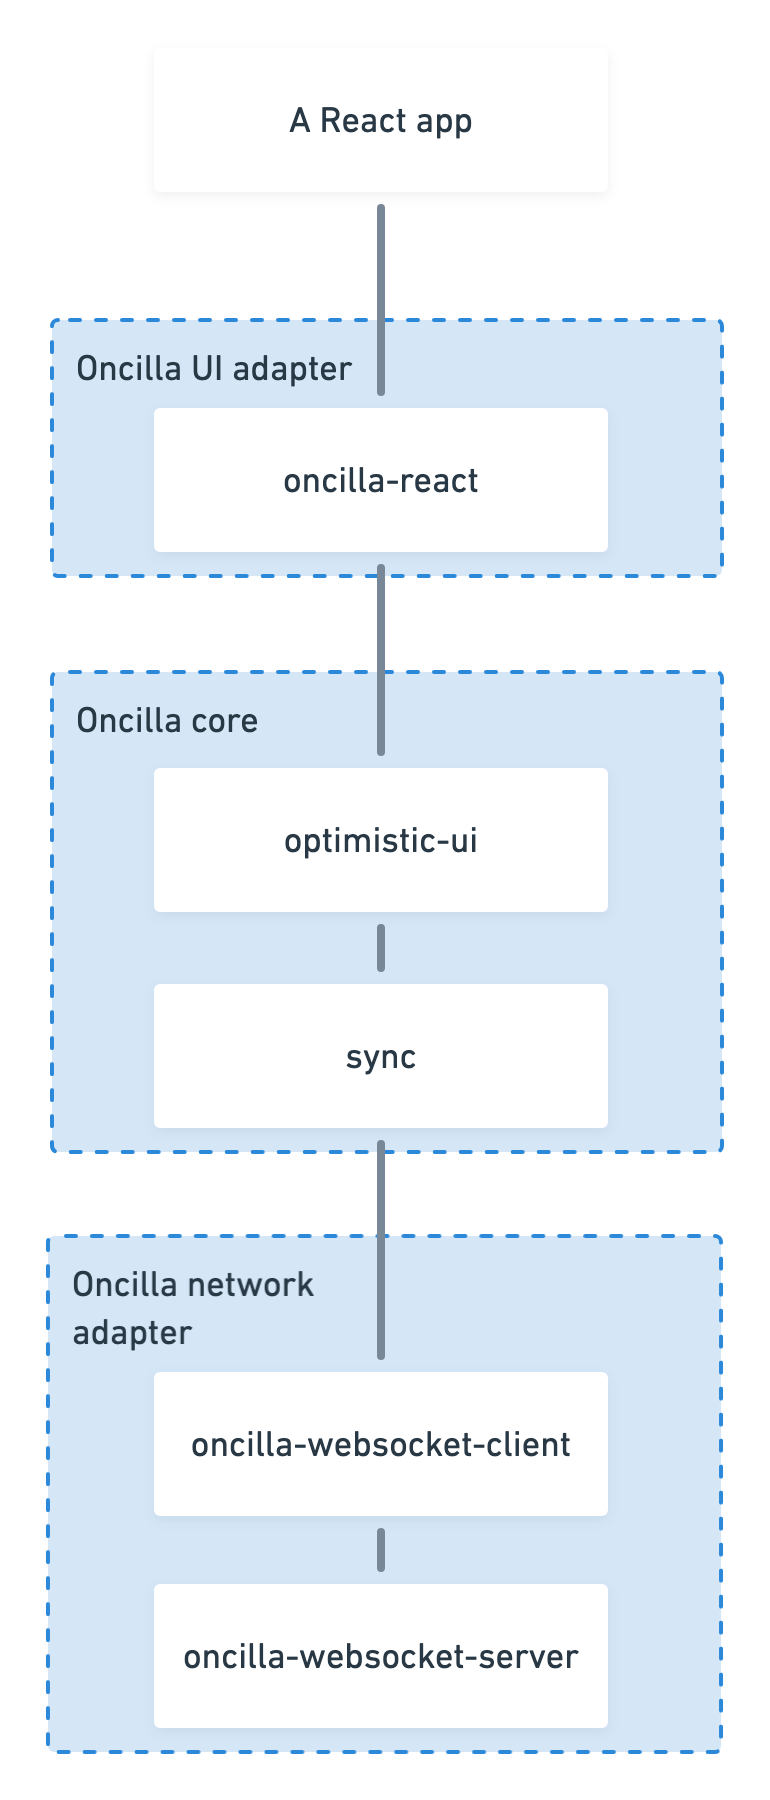 A React app
Oncilla UI adapter
oncilla-react
Oncilla core
optimistic-ui
sync
Oncilla network
adapter
oncilla-websocket-client
oncilla-websocket-server